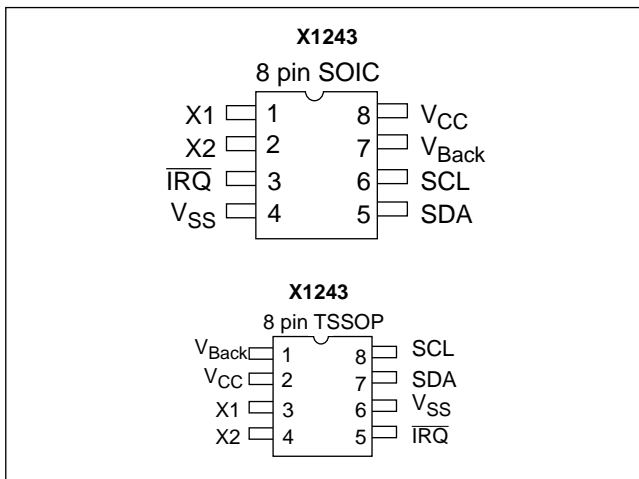 X1243
8 pin SOIC
X1 1 8 VCC
X2 2 7 VBack
IRQ 3 6 SCL
VSS 4 5 SDA
X1243
8 pin TSSOP
VBack 1 8 SCL
VCC 2 7 SDA
X1 3 6 VSS
X2 4 5 IRQ